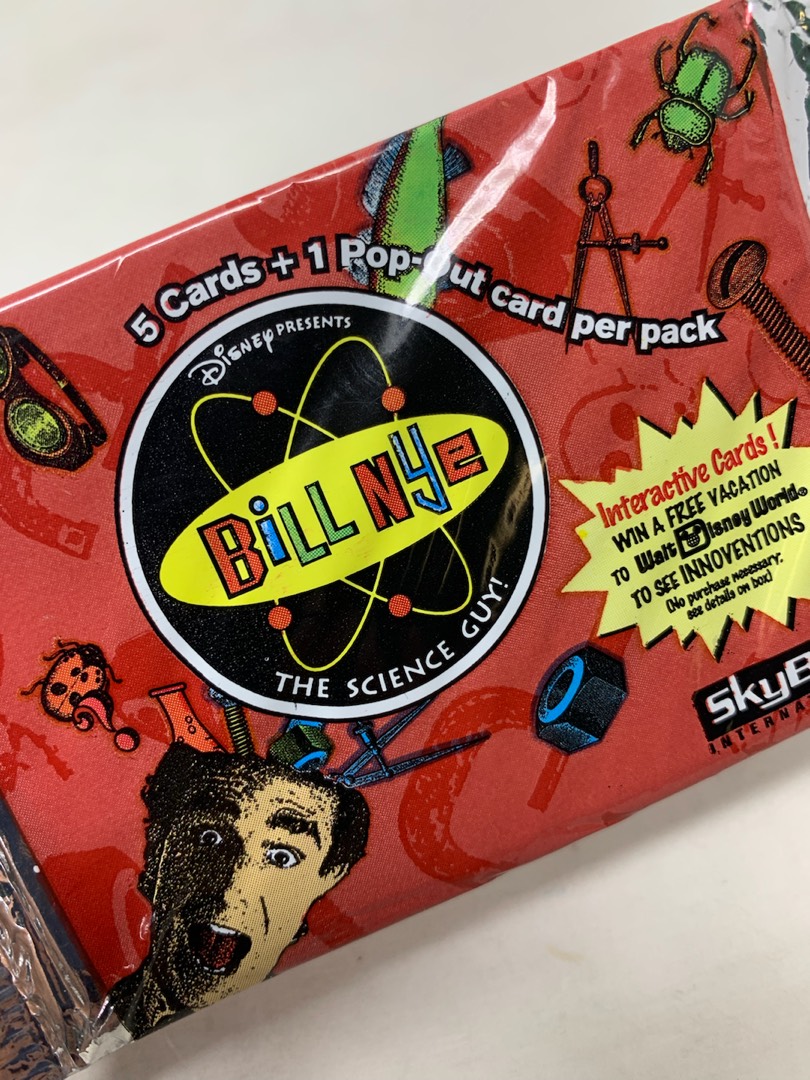 5 Cards + 1 Pop-Out card per pack
DISNEY PRESENTS
BiLL NYE
THE SCIENCE GUY!
Interactive Cards!
WIN A FREE VACATION
TO Walt Disney World®
TO SEE INNOVENTIONS
(No purchase necessary.
see details on box)
SkyB
INTERNA